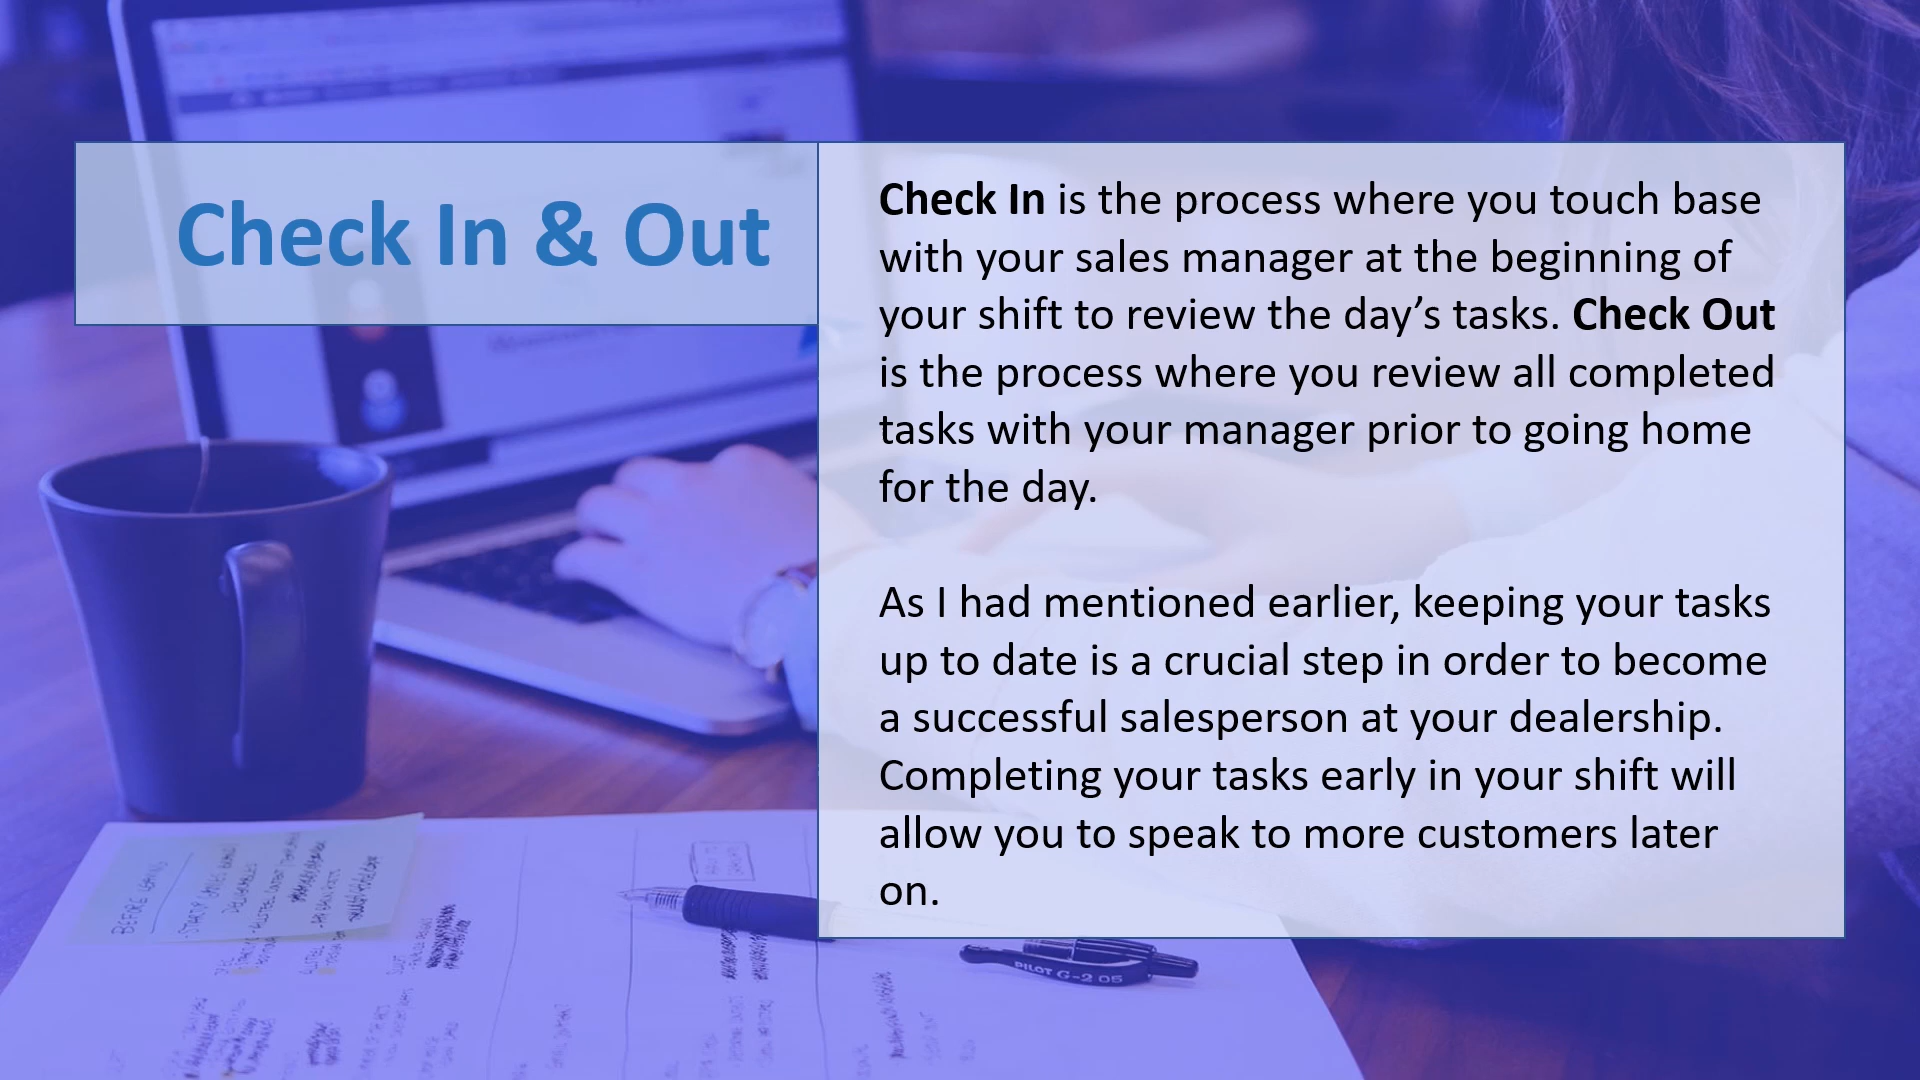 Check In & Out
Check In is the process where you touch base
with your sales manager at the beginning of
your shift to review the day’s tasks. Check Out
is the process where you review all completed
tasks with your manager prior to going home
for the day.
As I had mentioned earlier, keeping your tasks
up to date is a crucial step in order to become
a successful salesperson at your dealership.
Completing your tasks early in your shift will
allow you to speak to more customers later
on.
PILOT G-2 05